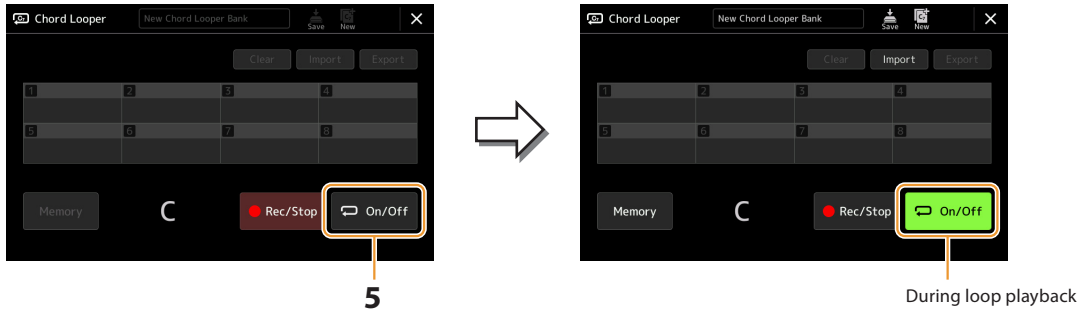 Chord Looper New Chord Looper Bank Save New
Clear Import Export
1 2 3 4
5 6 7 8
Memory C Rec/Stop On/Off
5
Chord Looper New Chord Looper Bank Save New
Clear Import Export
1 2 3 4
5 6 7 8
Memory C Rec/Stop On/Off
During loop playback